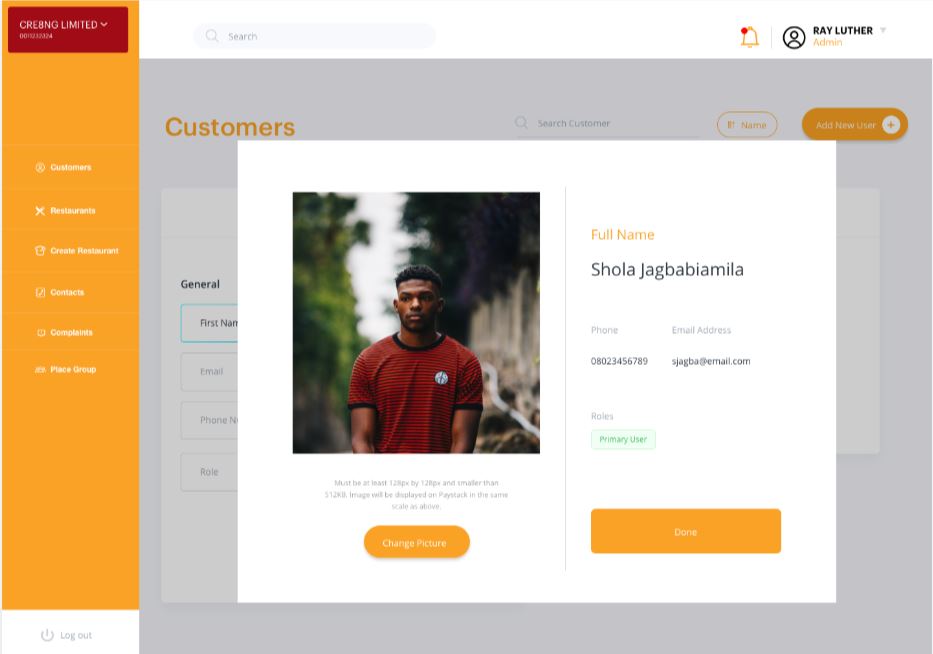 CRE8NG LIMITED
0011232324
Search
RAY LUTHER
Admin
Customers
Search Customer
Name
Add New User
Customers
Restaurants
Create Restaurant
Contacts
Complaints
Place Group
Log out
General
First Nam
Email
Phone N
Role
Must be at least 128px by 128px and smaller than
512KB. Image will be displayed on Paystack in the same
scale as above.
Change Picture
Full Name
Shola Jagbabiamila
Phone
Email Address
08023456789
sjagba@email.com
Roles
Primary User
Done